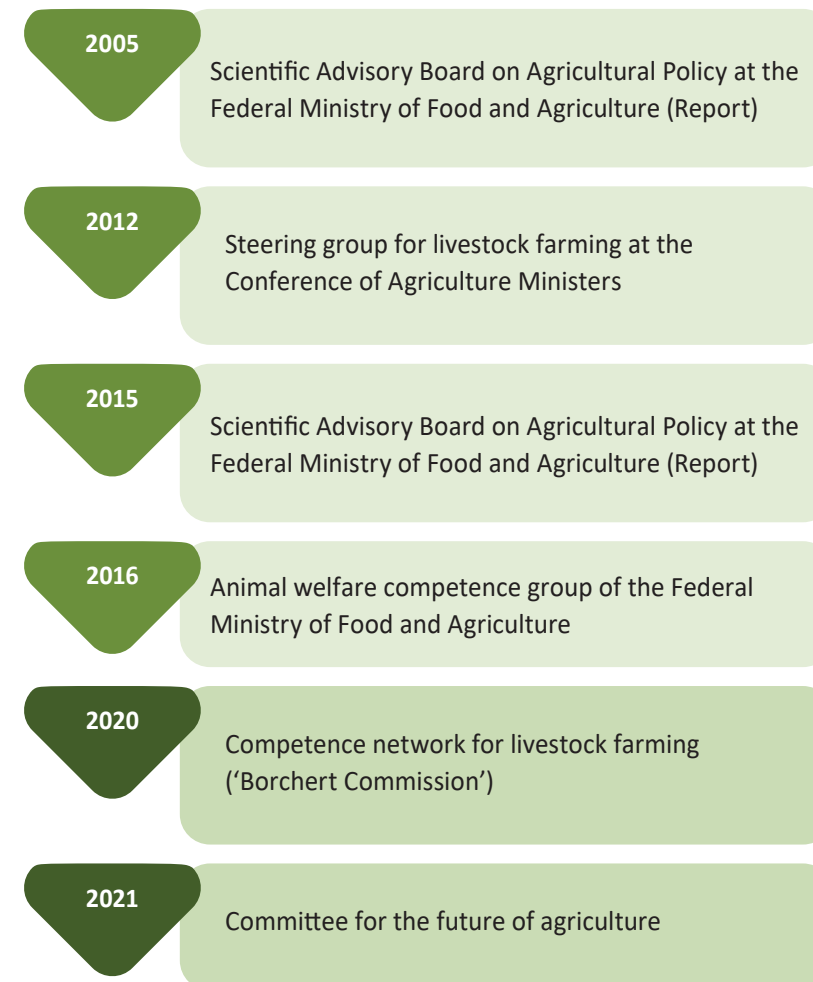 2005
Scientific Advisory Board on Agricultural Policy at the
Federal Ministry of Food and Agriculture (Report)
2012
Steering group for livestock farming at the
Conference of Agriculture Ministers
2015
Scientific Advisory Board on Agricultural Policy at the
Federal Ministry of Food and Agriculture (Report)
2016
Animal welfare competence group of the Federal
Ministry of Food and Agriculture
2020
Competence network for livestock farming
(‘Borchert Commission’)
2021
Committee for the future of agriculture